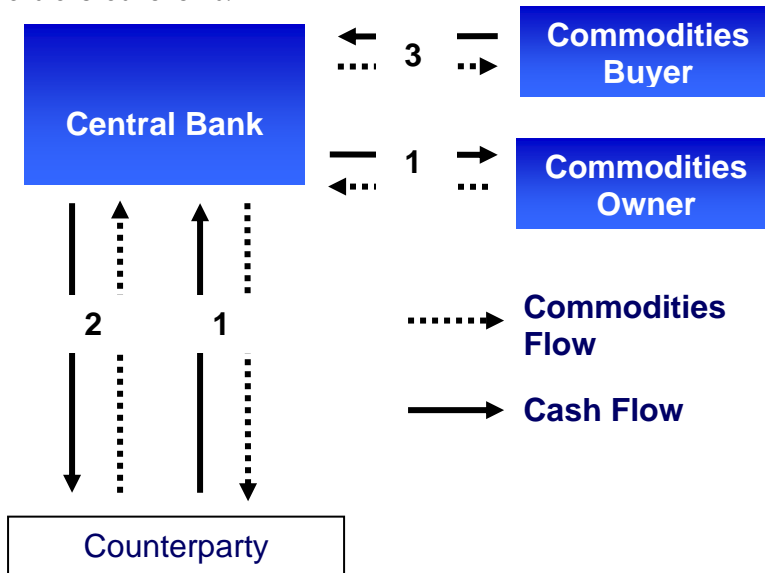 3
Commodities
Buyer
Central Bank
1
Commodities
Owner
2
1
Commodities
Flow
Cash Flow
Counterparty